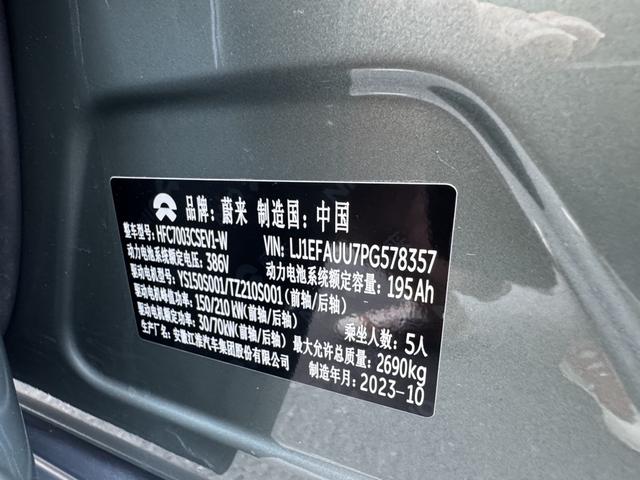 品牌：蔚来 制造国：中国
整车型号：HFC7003CSEV1-W VIN：LJ1EFAUU7PG578357
动力电池系统额定电压：386V 动力电池系统额定容量：195Ah
驱动电机型号：YS150S001/TZ210S001(前轴/后轴)
驱动电机峰值功率：150/210kW(前轴/后轴) 乘坐人数：5人
驱动电机额定功率：30/70kW(前轴/后轴) 最大允许总质量：2690kg
生产厂名：安徽江淮汽车集团股份有限公司 制造年月：2023-10